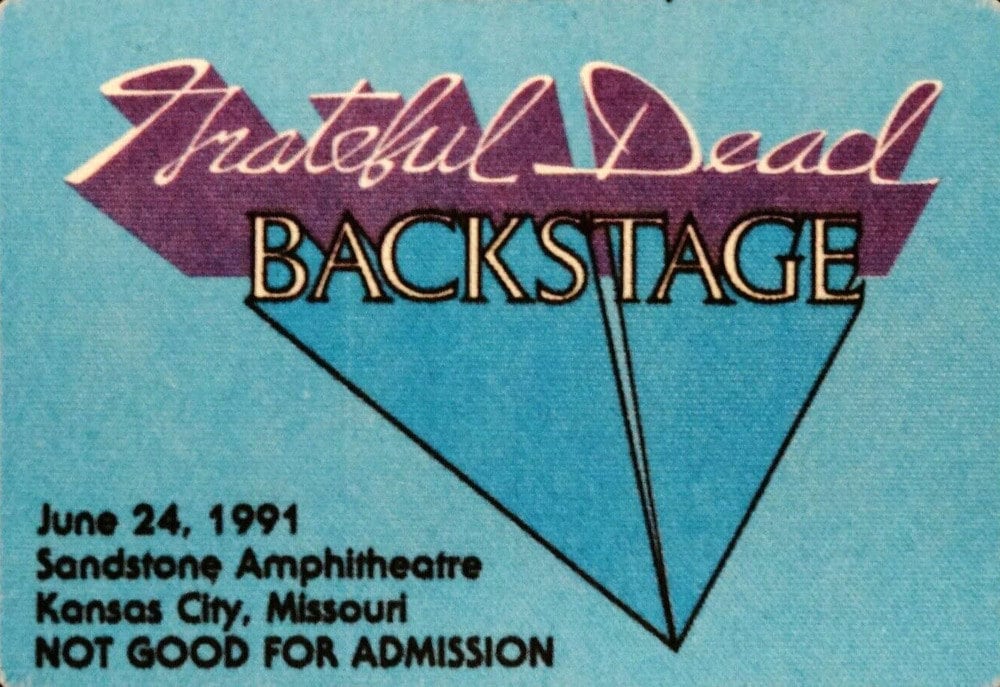 Grateful Dead
BACKSTAGE
June 24, 1991
Sandstone Amphitheatre
Kansas City, Missouri
NOT GOOD FOR ADMISSION